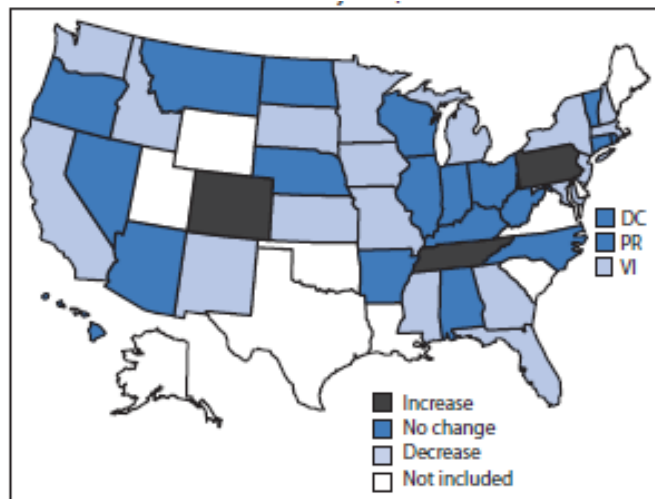 DC
PR
VI
Increase
No change
Decrease
Not included